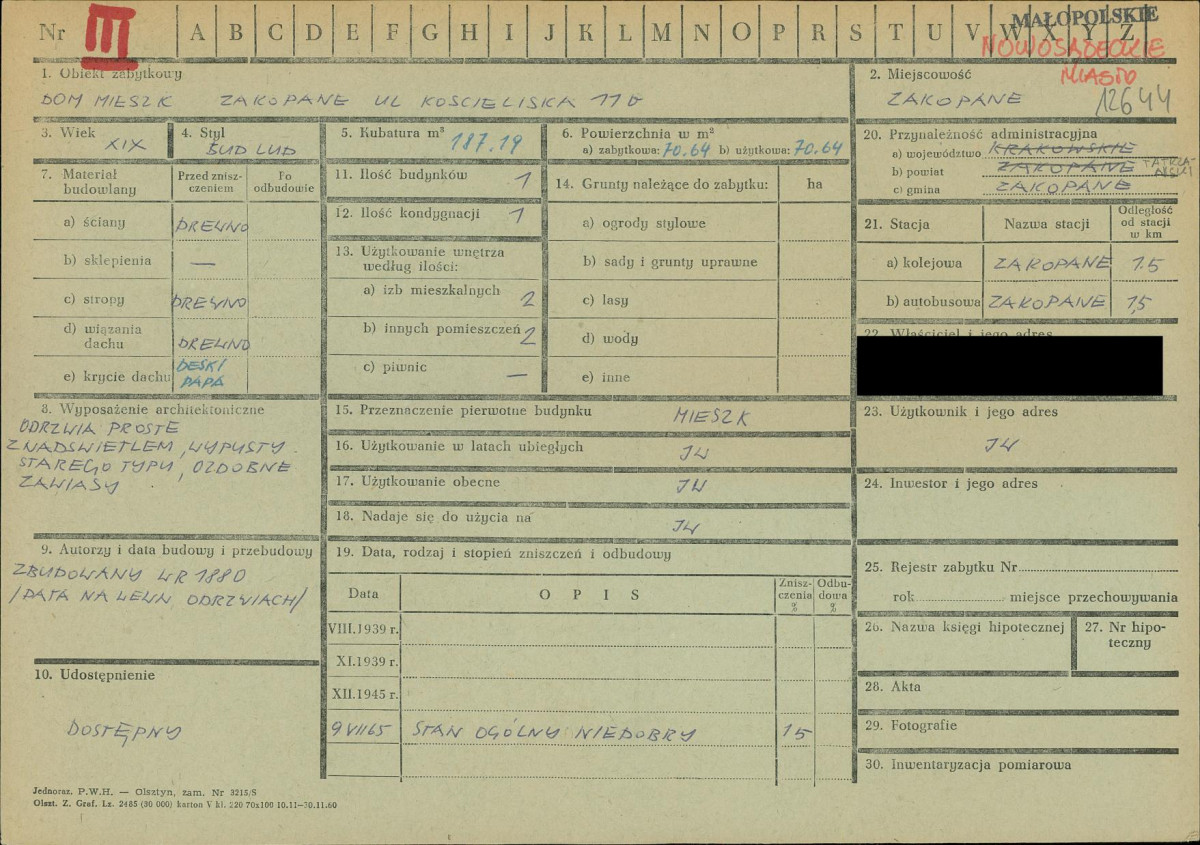 Nr III A B C D E F G H I J K L M N O P R S T U V W X Y Z
MAŁOPOLSKIE
NOWOSĄDECKIE
MIASTO
12644
1. Obiekt zabytkowy
DOM MIESZK ZAKOPANE UL KOŚCIELISKA 11
2. Miejscowość
ZAKOPANE
3. Wiek
XIX
4. Styl
BUD LUD
5. Kubatura m³
187.19
6. Powierzchnia w m²
a) zabytkowa: 70.64 b) użytkowa: 70.64
7. Materiał budowlany
Przed znisz-
czeniem
Po
odbudowie
a) ściany DREWNO
b) sklepienia —
c) stropy DREWNO
d) wiązania
dachu DREWNO
e) krycie dachu DESKI
PAPA
8. Wyposażenie architektoniczne
ODRZWIA PROSTE
Z NADŚWIETLEM, WYPUSTY
STAREGO TYPU, OZDOBNE
ZAWIASY
9. Autorzy i data budowy i przebudowy
ZBUDOWANY W R 1880
/DATA NA WEWN ODRZWIACH/
10. Udostępnienie
DOSTĘPNY
11. Ilość budynków 1
12. Ilość kondygnacji 1
13. Użytkowanie wnętrza
według ilości:
a) izb mieszkalnych 2
b) innych pomieszczeń 2
c) piwnic —
14. Grunty należące do zabytku: ha
a) ogrody stylowe
b) sady i grunty uprawne
c) lasy
d) wody
e) inne
15. Przeznaczenie pierwotne budynku MIESZK
16. Użytkowanie w latach ubiegłych JW
17. Użytkowanie obecne JW
18. Nadaje się do użycia na JW
19. Data, rodzaj i stopień zniszczeń i odbudowy
Data O P I S Znisz-
czenia
% Odbu-
dowa
%
VIII.1939 r.
XI.1939 r.
XII.1945 r.
9 VII 65 STAN OGÓLNY NIEDOBRY 15
20. Przynależność administracyjna
a) województwo KRAKOWSKIE
b) powiat ZAKOPANE TATRZAŃSKI
c) gmina ZAKOPANE
21. Stacja Nazwa stacji Odległość
od stacji
w km
a) kolejowa ZAKOPANE 1.5
b) autobusowa ZAKOPANE 1,5
22. Właściciel i jego adres
23. Użytkownik i jego adres
JW
24. Inwestor i jego adres
25. Rejestr zabytku Nr
rok miejsce przechowywania
26. Nazwa księgi hipotecznej
27. Nr hipo-
teczny
28. Akta
29. Fotografie
30. Inwentaryzacja pomiarowa
Jednoraz. P.W.H. — Olsztyn, zam. Nr 3215/S
Olszt. Z. Graf. Lz. 2485 (30 000) karton V kl. 220 70x100 10.11—30.11.60